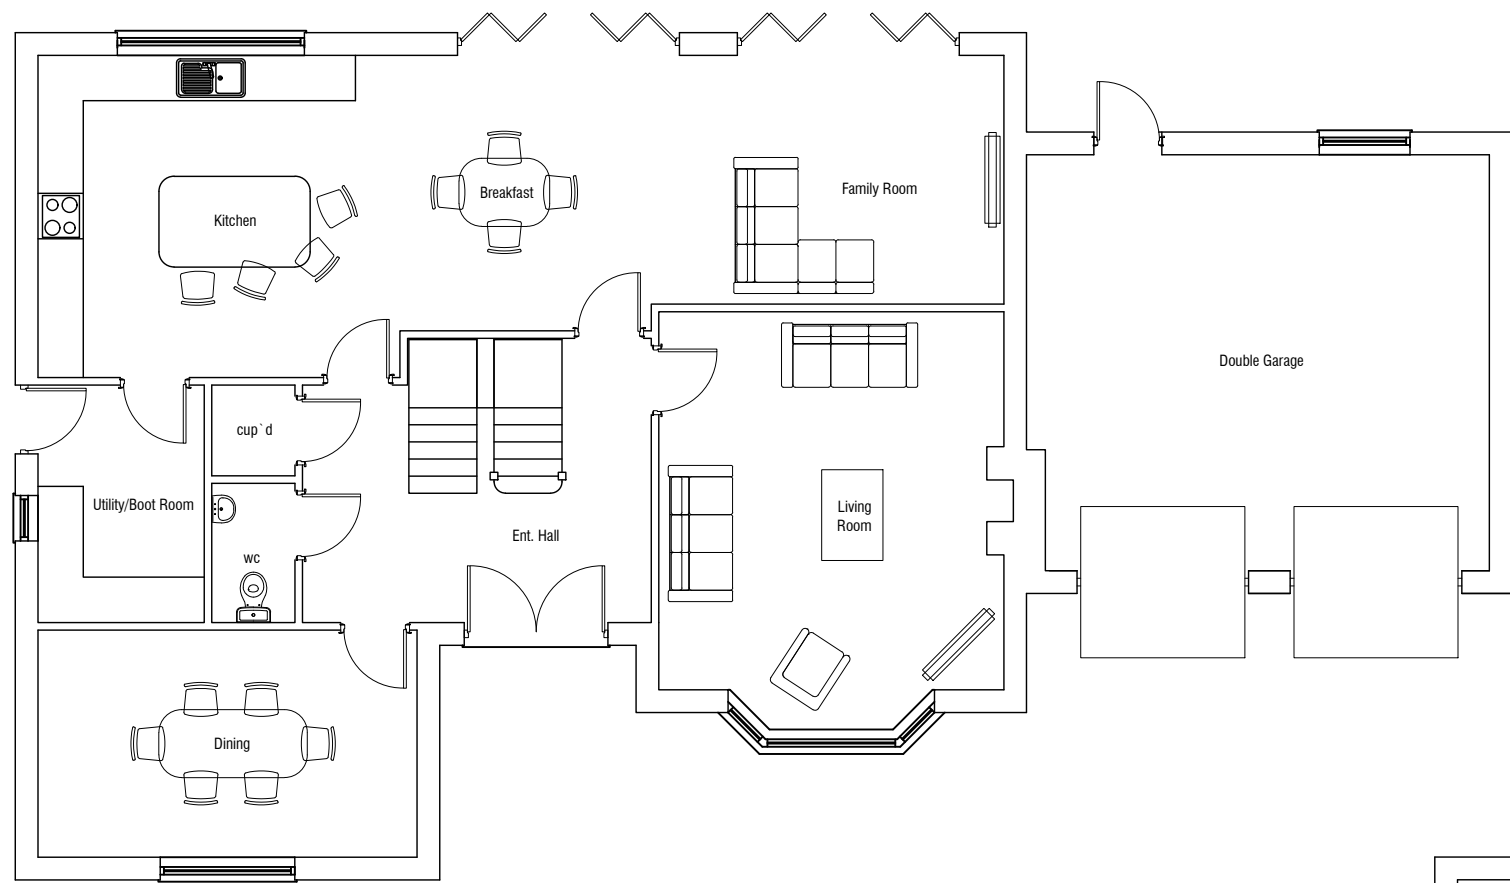 Kitchen
Breakfast
Family Room
Double Garage
cup`d
Utility/Boot Room
wc
Ent. Hall
Living
Room
Dining